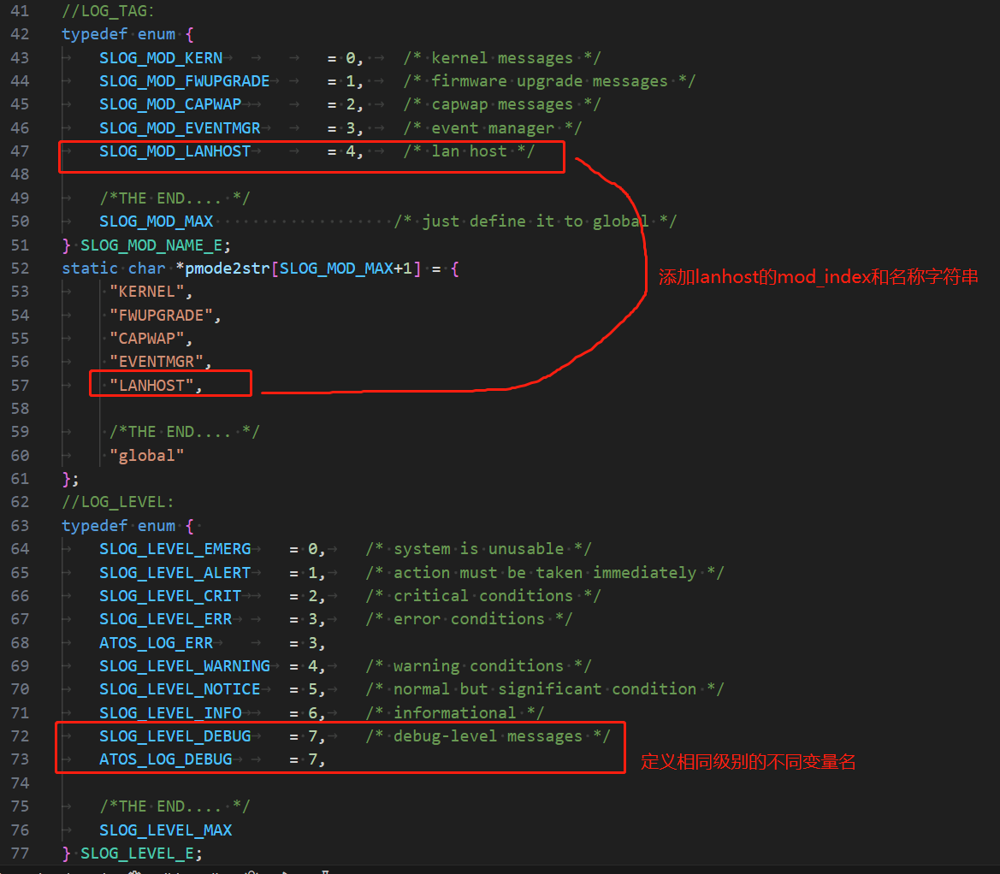 41 //LOG_TAG:
42 typedef enum {
43 SLOG_MOD_KERN = 0, /* kernel messages */
44 SLOG_MOD_FWUPGRADE = 1, /* firmware upgrade messages */
45 SLOG_MOD_CAPWAP = 2, /* capwap messages */
46 SLOG_MOD_EVENTMGR = 3, /* event manager */
47 SLOG_MOD_LANHOST = 4, /* lan host */
48
49 /*THE END.... */
50 SLOG_MOD_MAX /* just define it to global */
51 } SLOG_MOD_NAME_E;
52 static char *pmode2str[SLOG_MOD_MAX+1] = {
添加lanhost的mod_index和名称字符串
53 "KERNEL",
54 "FWUPGRADE",
55 "CAPWAP",
56 "EVENTMGR",
57 "LANHOST",
58
59 /*THE END.... */
60 "global"
61 };
62 //LOG_LEVEL:
63 typedef enum {
64 SLOG_LEVEL_EMERG = 0, /* system is unusable */
65 SLOG_LEVEL_ALERT = 1, /* action must be taken immediately */
66 SLOG_LEVEL_CRIT = 2, /* critical conditions */
67 SLOG_LEVEL_ERR = 3, /* error conditions */
68 ATOS_LOG_ERR = 3,
69 SLOG_LEVEL_WARNING = 4, /* warning conditions */
70 SLOG_LEVEL_NOTICE = 5, /* normal but significant condition */
71 SLOG_LEVEL_INFO = 6, /* informational */
72 SLOG_LEVEL_DEBUG = 7, /* debug-level messages */
73 ATOS_LOG_DEBUG = 7,
定义相同级别的不同变量名
74
75 /*THE END.... */
76 SLOG_LEVEL_MAX
77 } SLOG_LEVEL_E;